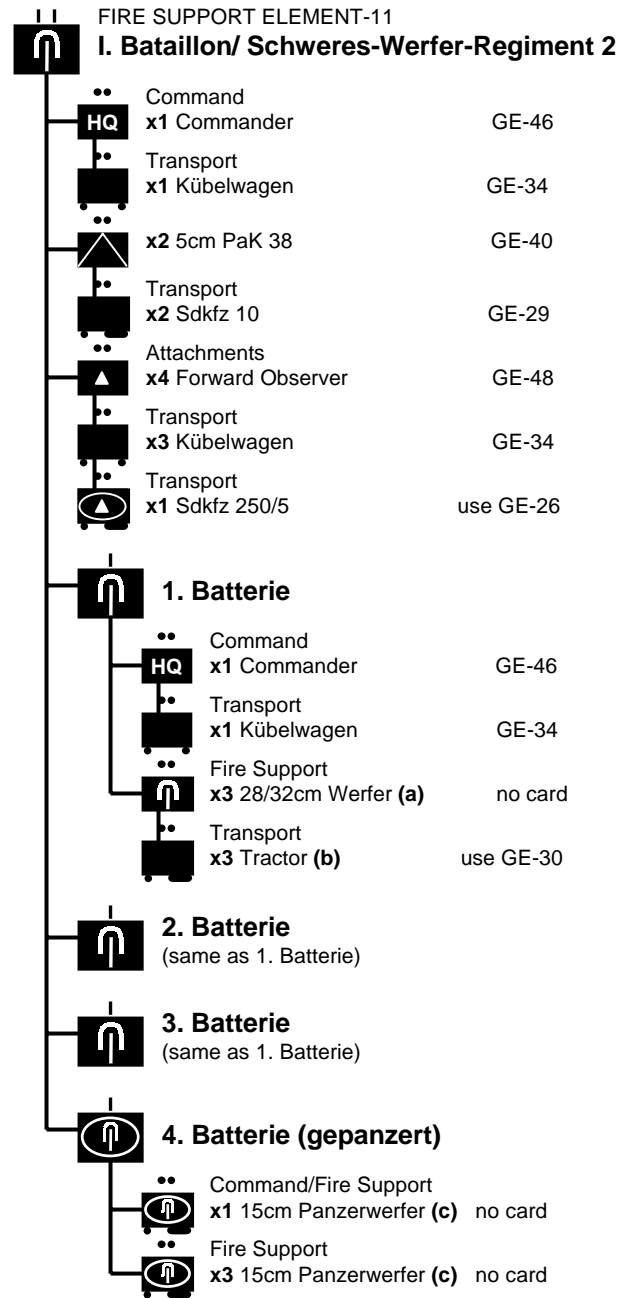 FIRE SUPPORT ELEMENT-11
I. Bataillon/ Schweres-Werfer-Regiment 2
Command
HQ x1 Commander GE-46
Transport
x1 Kübelwagen GE-34
x2 5cm PaK 38 GE-40
Transport
x2 Sdkfz 10 GE-29
Attachments
x4 Forward Observer GE-48
Transport
x3 Kübelwagen GE-34
Transport
x1 Sdkfz 250/5 use GE-26
1. Batterie
Command
HQ x1 Commander GE-46
Transport
x1 Kübelwagen GE-34
Fire Support
x3 28/32cm Werfer (a) no card
Transport
x3 Tractor (b) use GE-30
2. Batterie
(same as 1. Batterie)
3. Batterie
(same as 1. Batterie)
4. Batterie (gepanzert)
Command/Fire Support
x1 15cm Panzerwerfer (c) no card
Fire Support
x3 15cm Panzerwerfer (c) no card